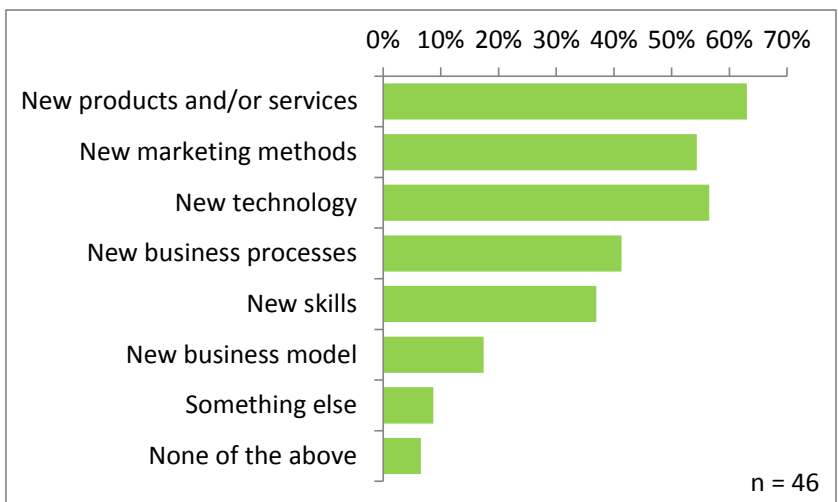 0% 10% 20% 30% 40% 50% 60% 70%
New products and/or services
New marketing methods
New technology
New business processes
New skills
New business model
Something else
None of the above
n = 46